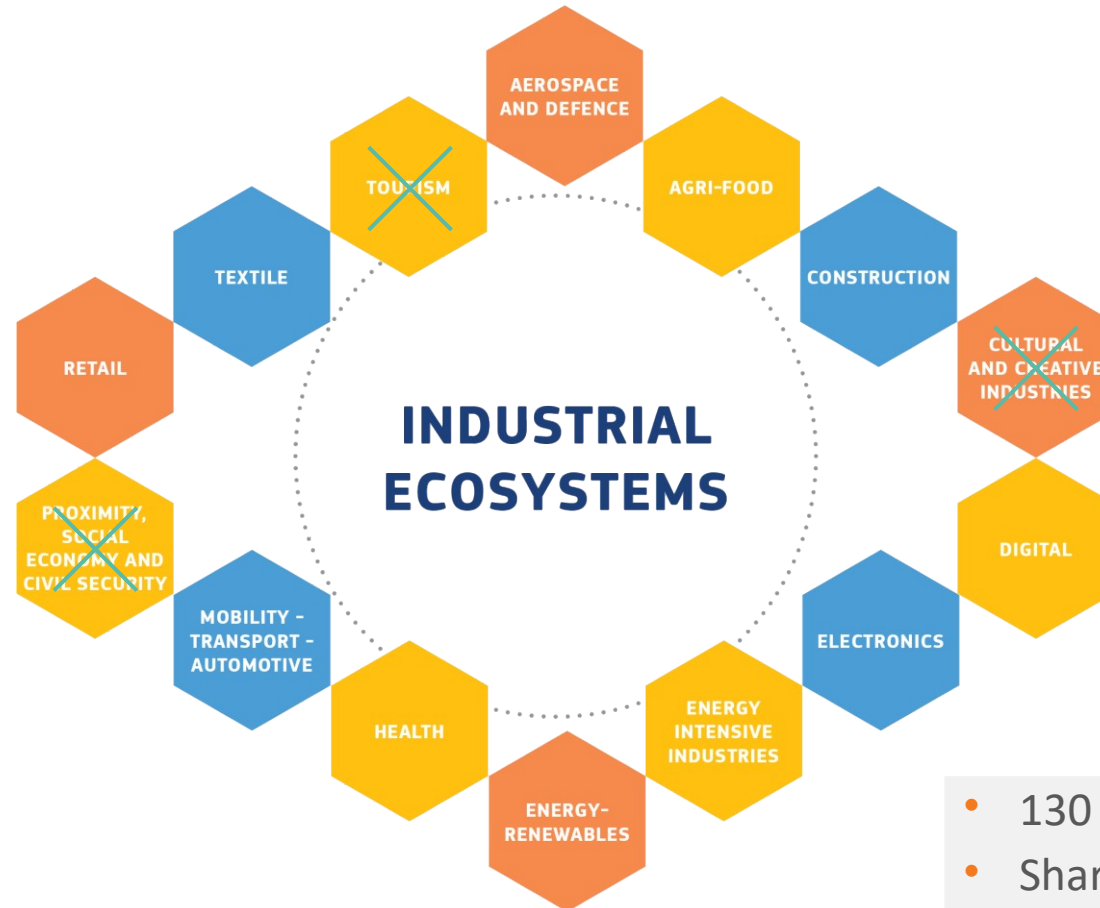 AEROSPACE
AND DEFENCE
TOURISM
AGRI-FOOD
TEXTILE
CONSTRUCTION
RETAIL
CULTURAL
AND CREATIVE
INDUSTRIES
INDUSTRIAL
ECOSYSTEMS
PROXIMITY,
SOCIAL
ECONOMY AND
CIVIL SECURITY
DIGITAL
MOBILITY -
TRANSPORT -
AUTOMOTIVE
ELECTRONICS
HEALTH
ENERGY
INTENSIVE
INDUSTRIES
ENERGY-
RENEWABLES
• 130
• Shar